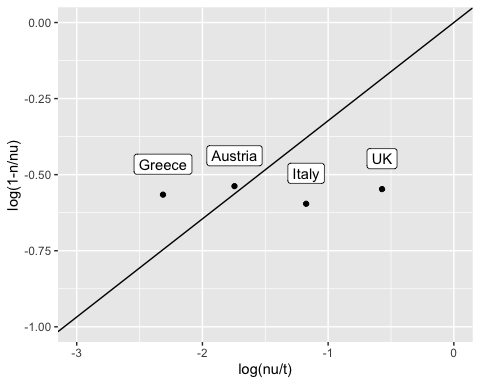 0.00
-0.25
-0.50
-0.75
-1.00
log(1-n/nu)
Greece
Austria
Italy
UK
-3
-2
-1
0
log(nu/t)